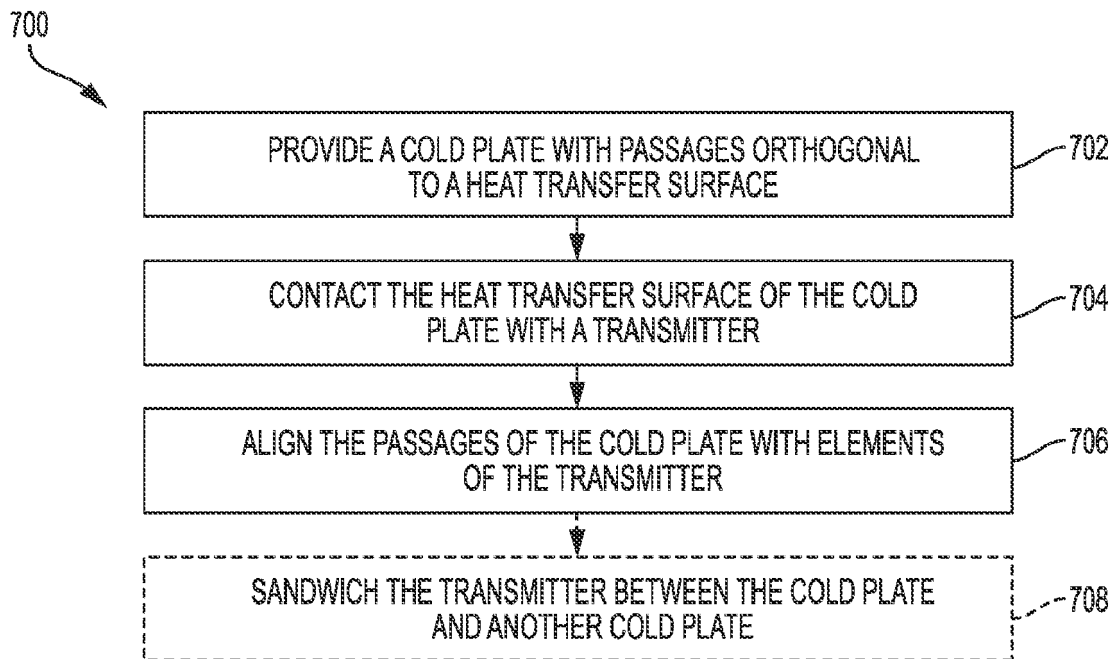 700
PROVIDE A COLD PLATE WITH PASSAGES ORTHOGONAL
TO A HEAT TRANSFER SURFACE
702
CONTACT THE HEAT TRANSFER SURFACE OF THE COLD
PLATE WITH A TRANSMITTER
704
ALIGN THE PASSAGES OF THE COLD PLATE WITH ELEMENTS
OF THE TRANSMITTER
706
SANDWICH THE TRANSMITTER BETWEEN THE COLD PLATE
AND ANOTHER COLD PLATE
708